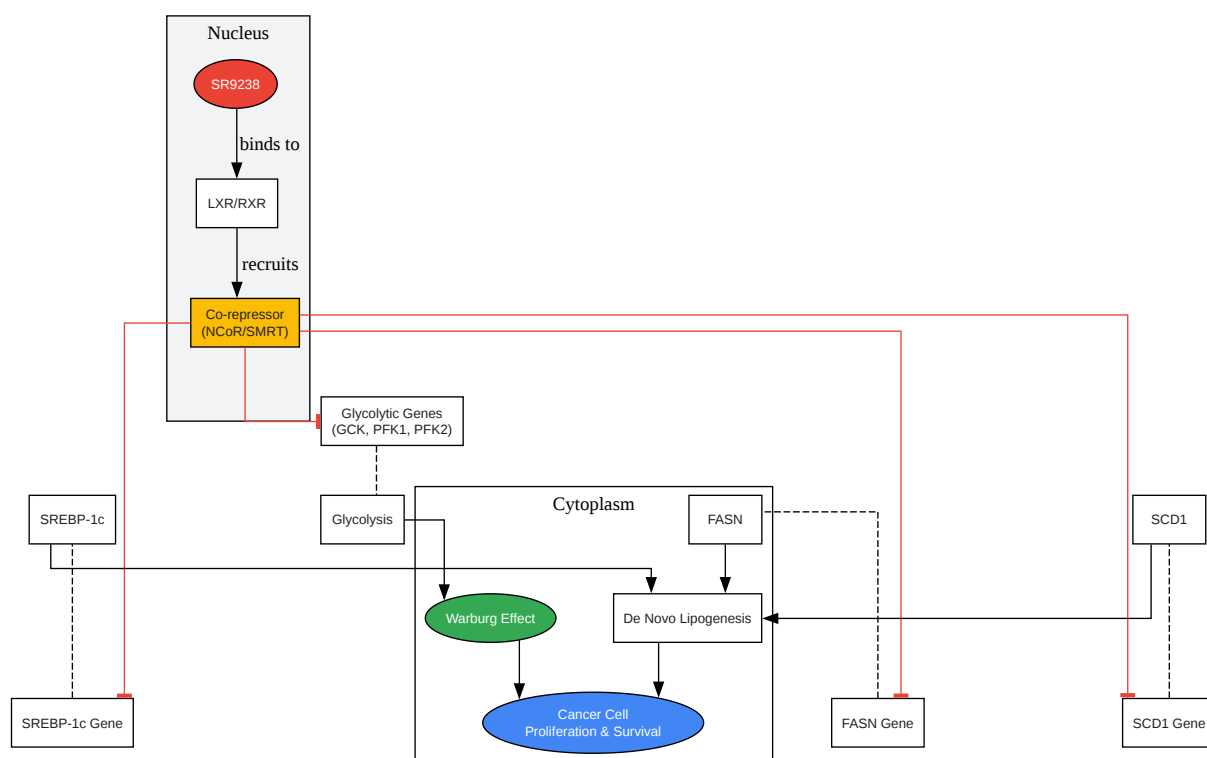 Nucleus
SR9238
binds to
LXR/RXR
recruits
Co-repressor
(NCoR/SMRT)
Glycolytic Genes
(GCK, PFK1, PFK2)
SREBP-1c
Glycolysis
Cytoplasm
FASN
SCD1
Warburg Effect
De Novo Lipogenesis
SREBP-1c Gene
Cancer Cell
Proliferation & Survival
FASN Gene
SCD1 Gene